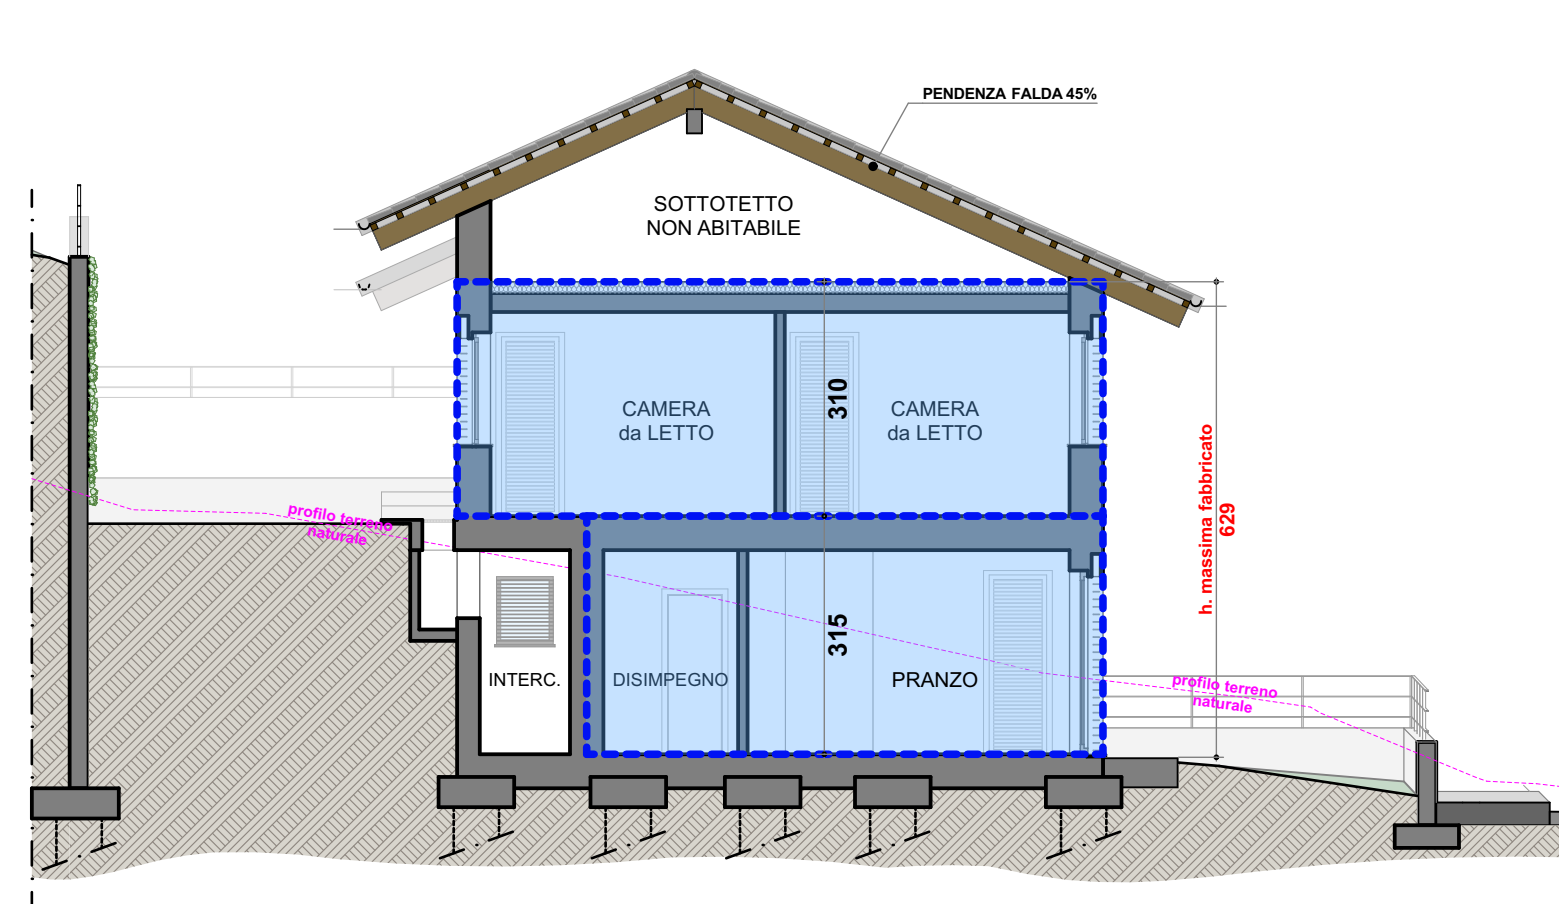 PENDENZA FALDA 45%
SOTTOTETTO
NON ABITABILE
CAMERA
da LETTO
310
CAMERA
da LETTO
h. massima fabbricato
629
profilo terreno
naturale
INTERC.
DISIMPEGNO
315
PRANZO
profilo terreno
naturale